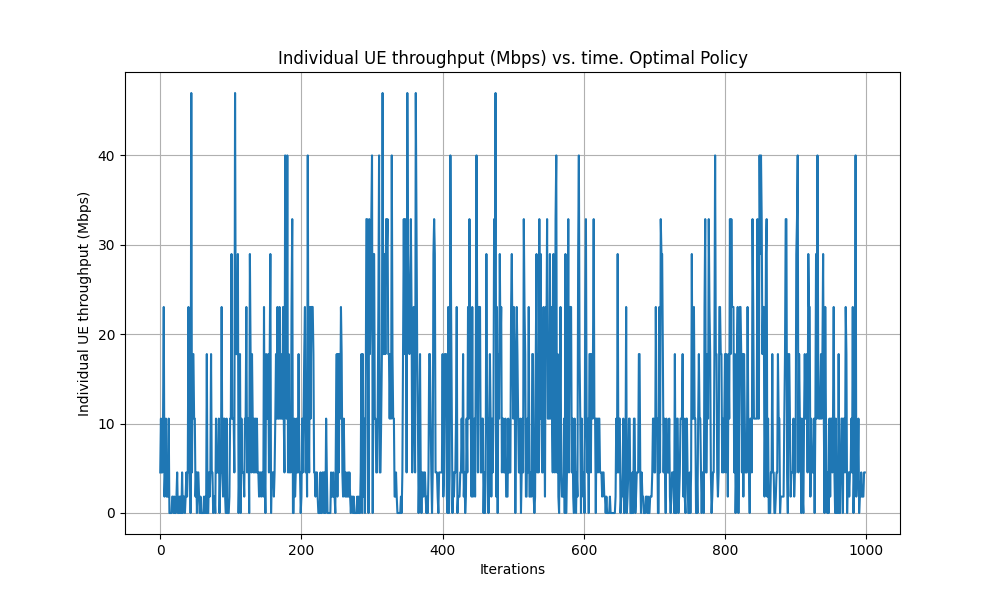 Individual UE throughput (Mbps) vs. time. Optimal Policy
Individual UE throughput (Mbps)
40
30
20
10
0
0 200 400 600 800 1000
Iterations